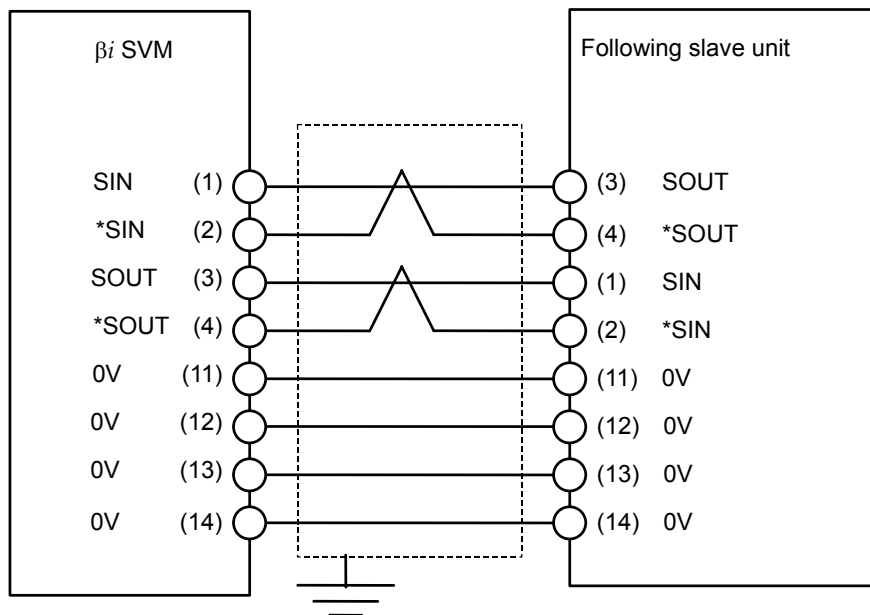 βi SVM Following slave unit
SIN (1) (3) SOUT
*SIN (2) (4) *SOUT
SOUT (3) (1) SIN
*SOUT (4) (2) *SIN
0V (11) (11) 0V
0V (12) (12) 0V
0V (13) (13) 0V
0V (14) (14) 0V